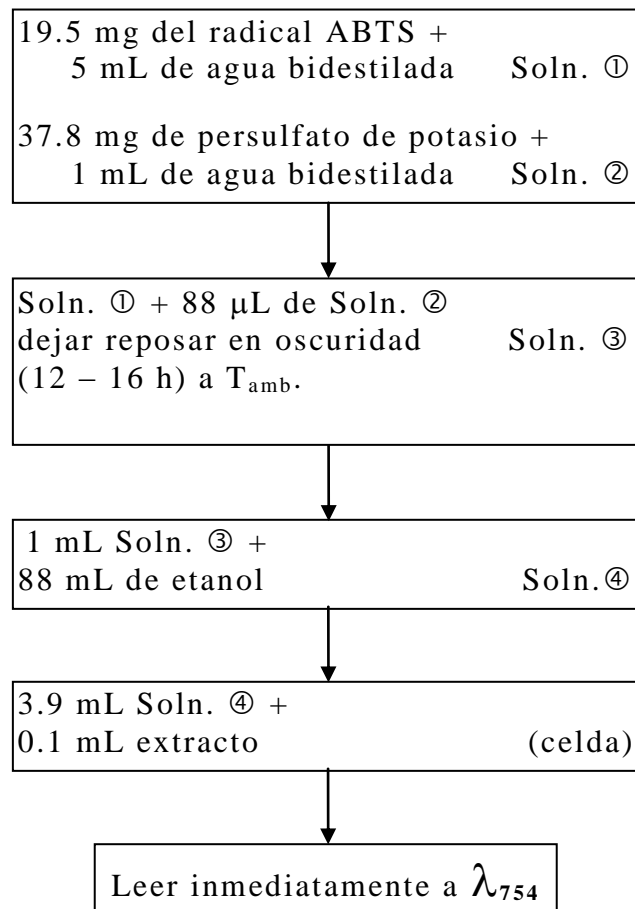 19.5 mg del radical ABTS +
5 mL de agua bidestilada Soln. ①
37.8 mg de persulfato de potasio +
1 mL de agua bidestilada Soln. ②
Soln. ① + 88 μL de Soln. ②
dejar reposar en oscuridad Soln. ③
(12 – 16 h) a Tamb.
1 mL Soln. ③ +
88 mL de etanol Soln.④
3.9 mL Soln. ④ +
0.1 mL extracto (celda)
Leer inmediatamente a λ754